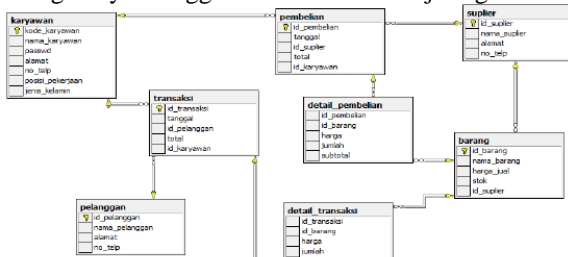 karyawan
kode_karyawan
nama_karyawan
passwd
alamat
no_telp
posisi_pekerjaan
jenis_kelamin
pembelian
id_pembelian
tanggal
id_suplier
total
id_karyawan
suplier
id_suplier
nama_suplier
alamat
no_telp
transaksi
id_transaksi
tanggal
id_pelanggan
total
id_karyawan
detail_pembelian
id_pembelian
id_barang
harga
jumlah
subtotal
barang
id_barang
nama_barang
harga_jual
stok
id_suplier
pelanggan
id_pelanggan
nama_pelanggan
alamat
no_telp
detail_transaksi
id_transaksi
id_barang
harga
jumlah